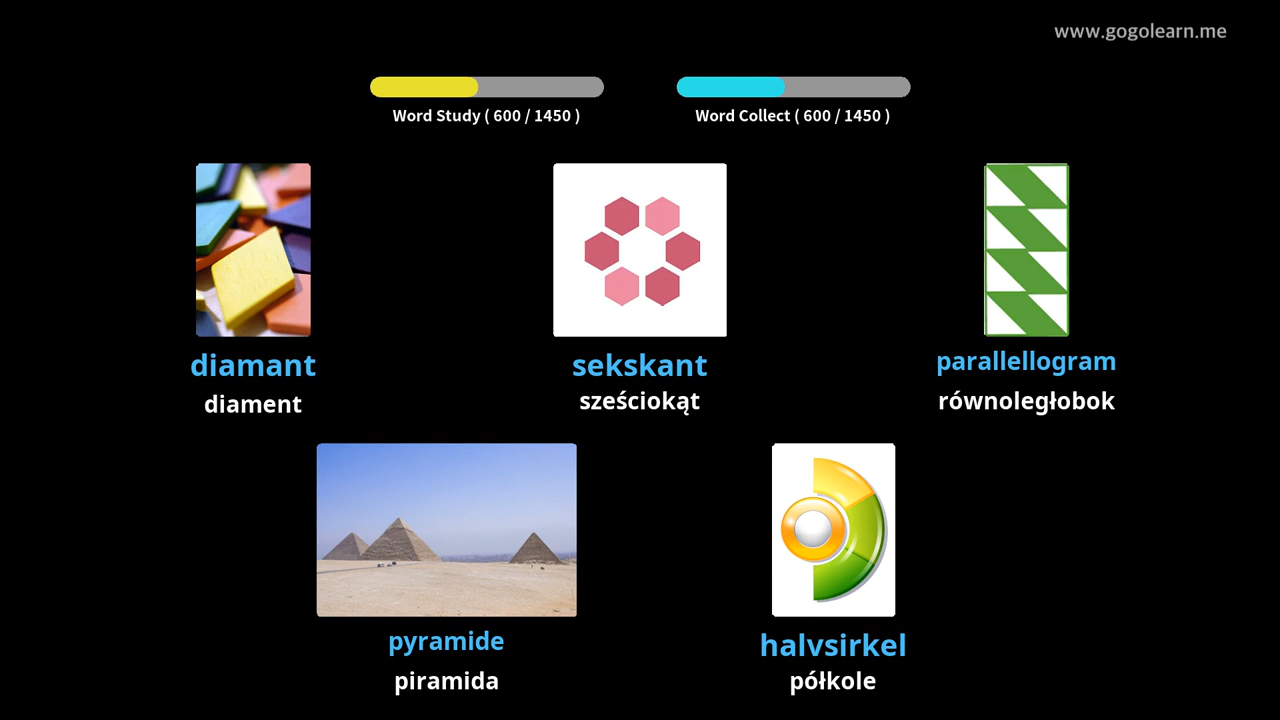 www.gogolearn.me
Word Study ( 600 / 1450 )
Word Collect ( 600 / 1450 )
diamant
diament
sekskant
sześciokąt
parallellogram
równoległobok
pyramide
piramida
halvsirkel
półkole